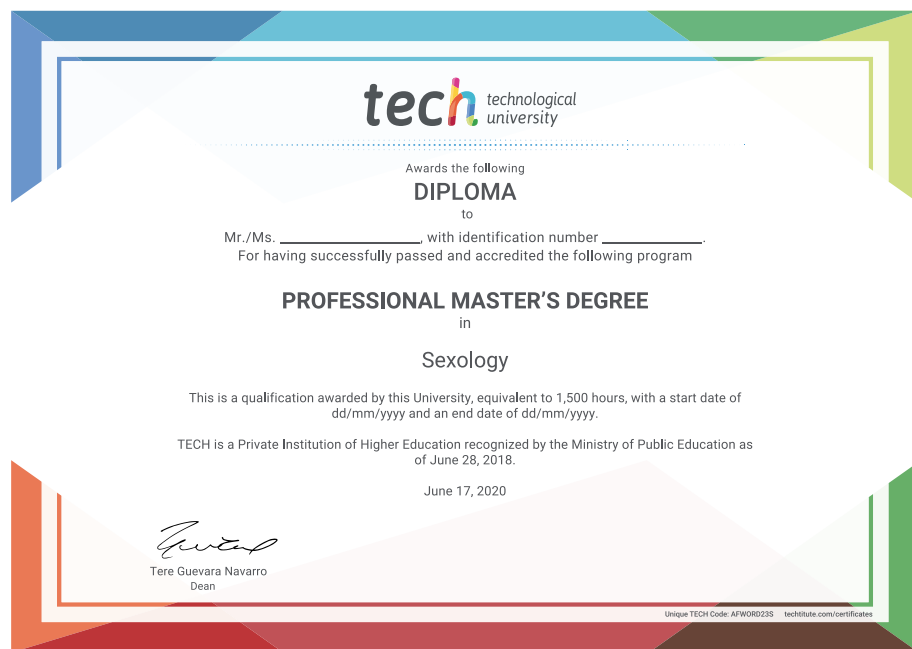 tech technological
university
Awards the following
DIPLOMA
to
Mr./Ms. ____________________, with identification number ______________.
For having successfully passed and accredited the following program
PROFESSIONAL MASTER'S DEGREE
in
Sexology
This is a qualification awarded by this University, equivalent to 1,500 hours, with a start date of
dd/mm/yyyy and an end date of dd/mm/yyyy.
TECH is a Private Institution of Higher Education recognized by the Ministry of Public Education as
of June 28, 2018.
June 17, 2020
Tere Guevara Navarro
Dean
Unique TECH Code: AFWORD23S techtitute.com/certificates